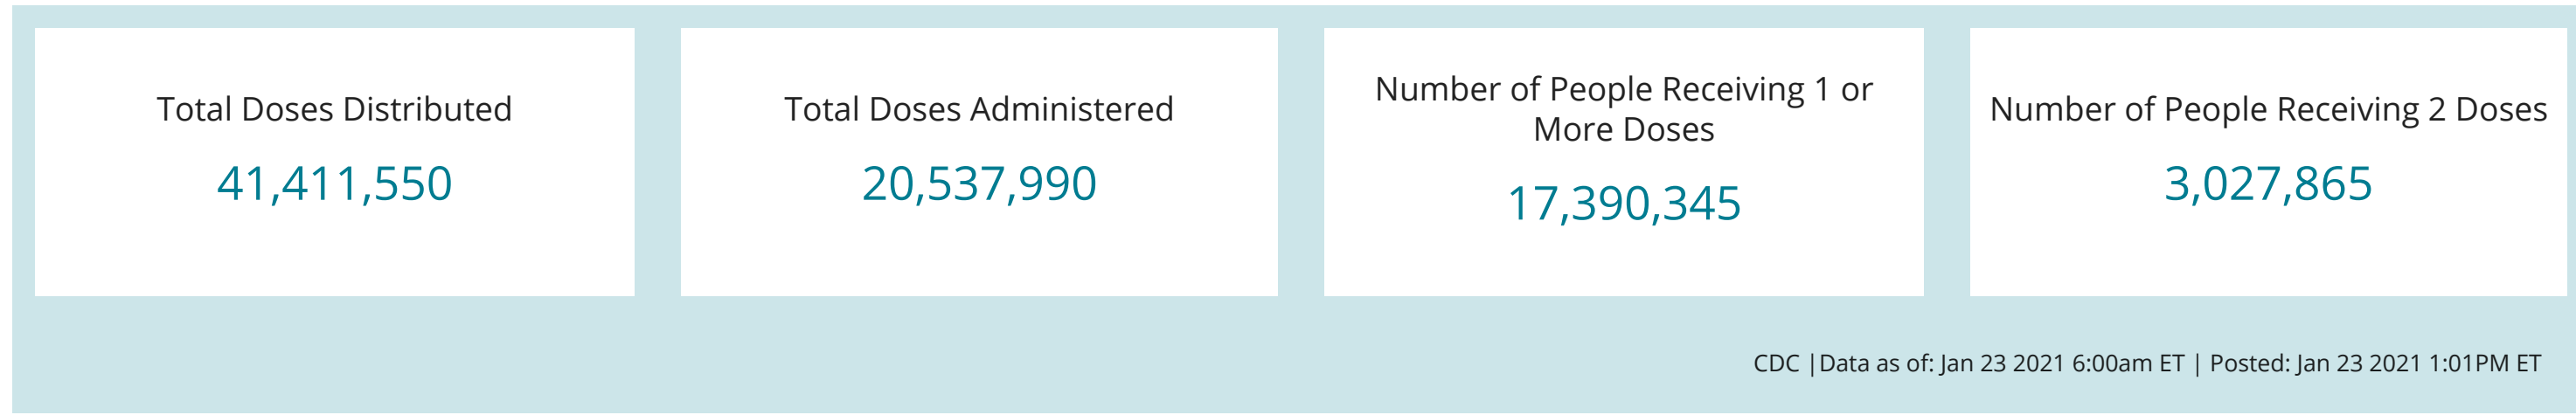 Total Doses Distributed
41,411,550
Total Doses Administered
20,537,990
Number of People Receiving 1 or
More Doses
17,390,345
Number of People Receiving 2 Doses
3,027,865
CDC |Data as of: Jan 23 2021 6:00am ET | Posted: Jan 23 2021 1:01PM ET